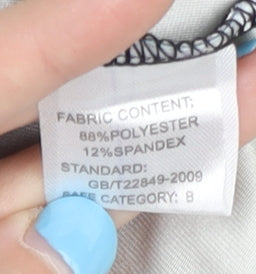 FABRIC CONTENT:
88%POLYESTER
12%SPANDEX
STANDARD:
GB/T22849-2009
SAFE CATEGORY: B